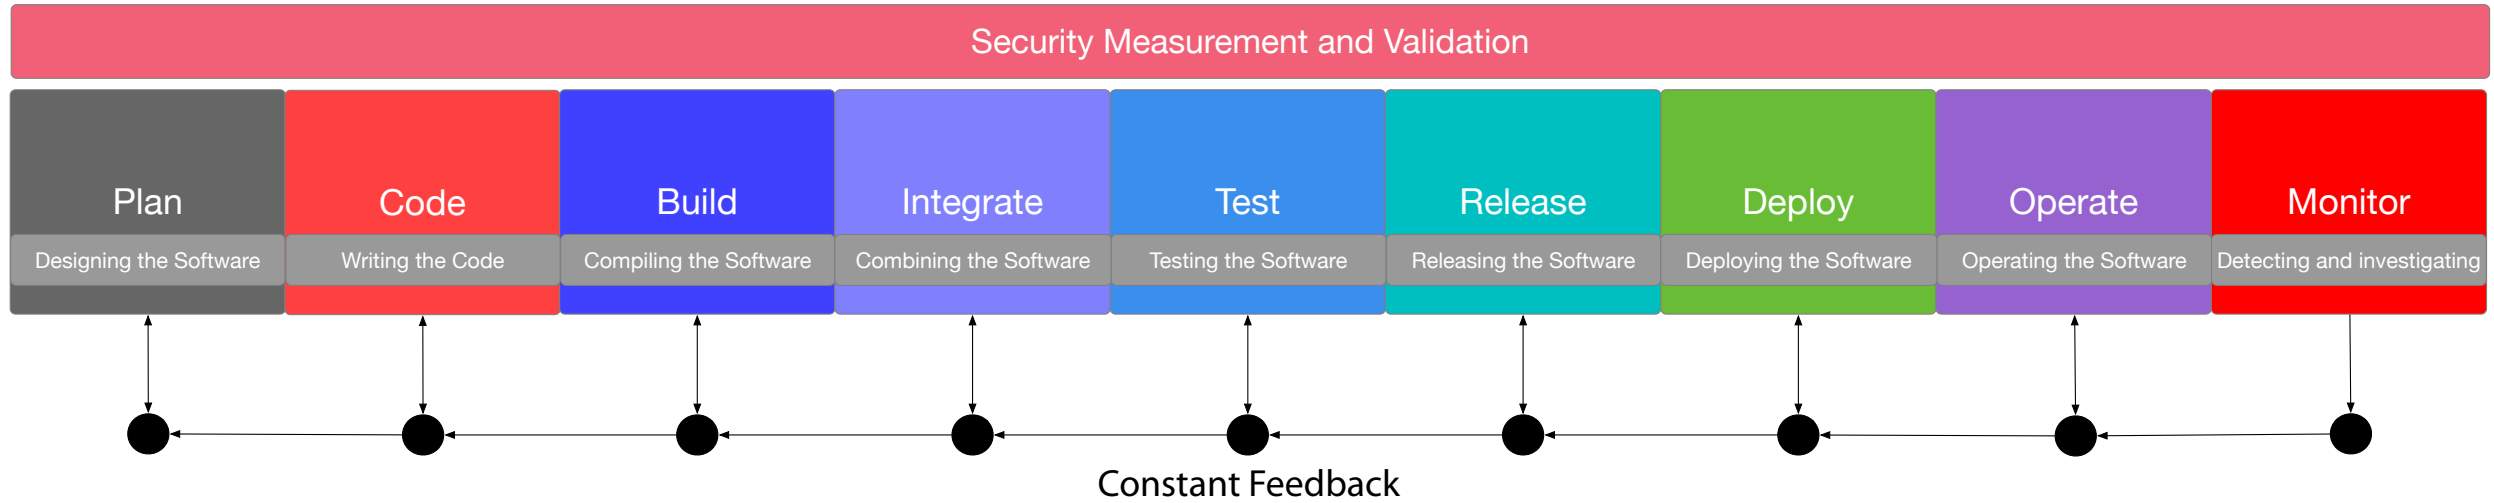 Security Measurement and Validation
Plan
Code
Build
Integrate
Test
Release
Deploy
Operate
Monitor
Designing the Software
Writing the Code
Compiling the Software
Combining the Software
Testing the Software
Releasing the Software
Deploying the Software
Operating the Software
Detecting and investigating
Constant Feedback